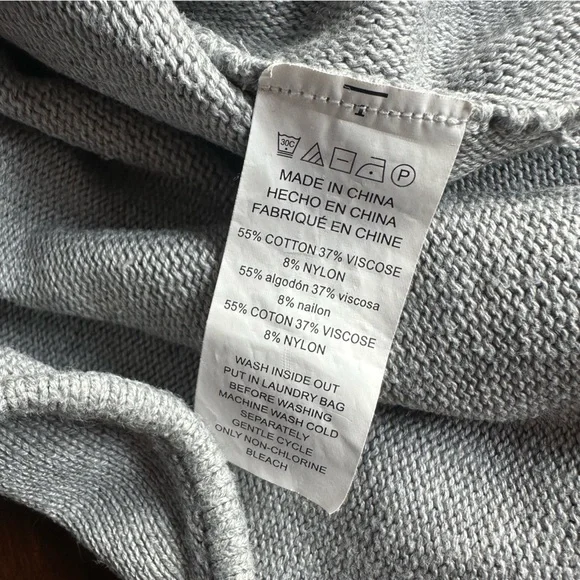 30C P
MADE IN CHINA
HECHO EN CHINA
FABRIQUÉ EN CHINE
55% COTTON 37% VISCOSE
8% NYLON
55% algodón 37% viscosa
8% nailon
55% COTON 37% VISCOSE
8% NYLON
WASH INSIDE OUT
PUT IN LAUNDRY BAG
BEFORE WASHING
MACHINE WASH COLD
SEPARATELY
GENTLE CYCLE
ONLY NON-CHLORINE
BLEACH